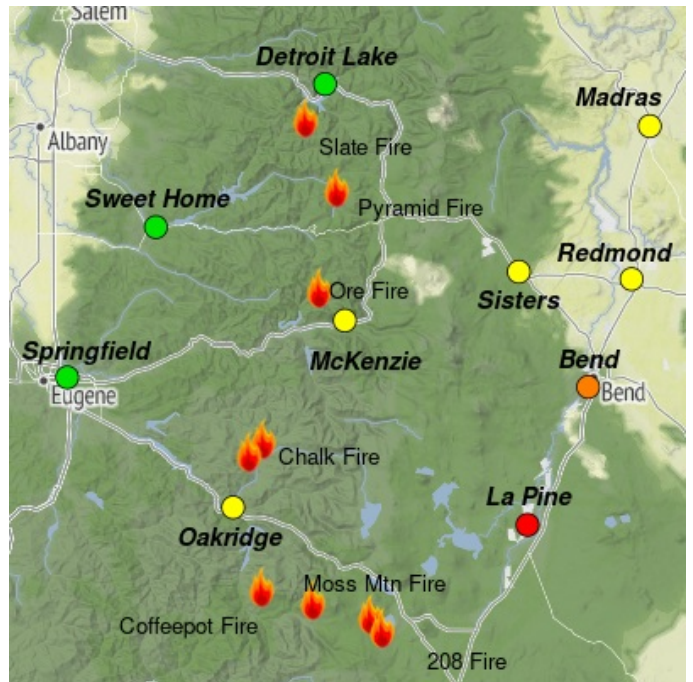 Salem
Detroit Lake
Madras
Albany
Slate Fire
Sweet Home
Pyramid Fire
Redmond
Ore Fire
Sisters
Springfield
McKenzie
Bend
Eugene
Bend
Chalk Fire
La Pine
Oakridge
Moss Mtn Fire
Coffeepot Fire
208 Fire